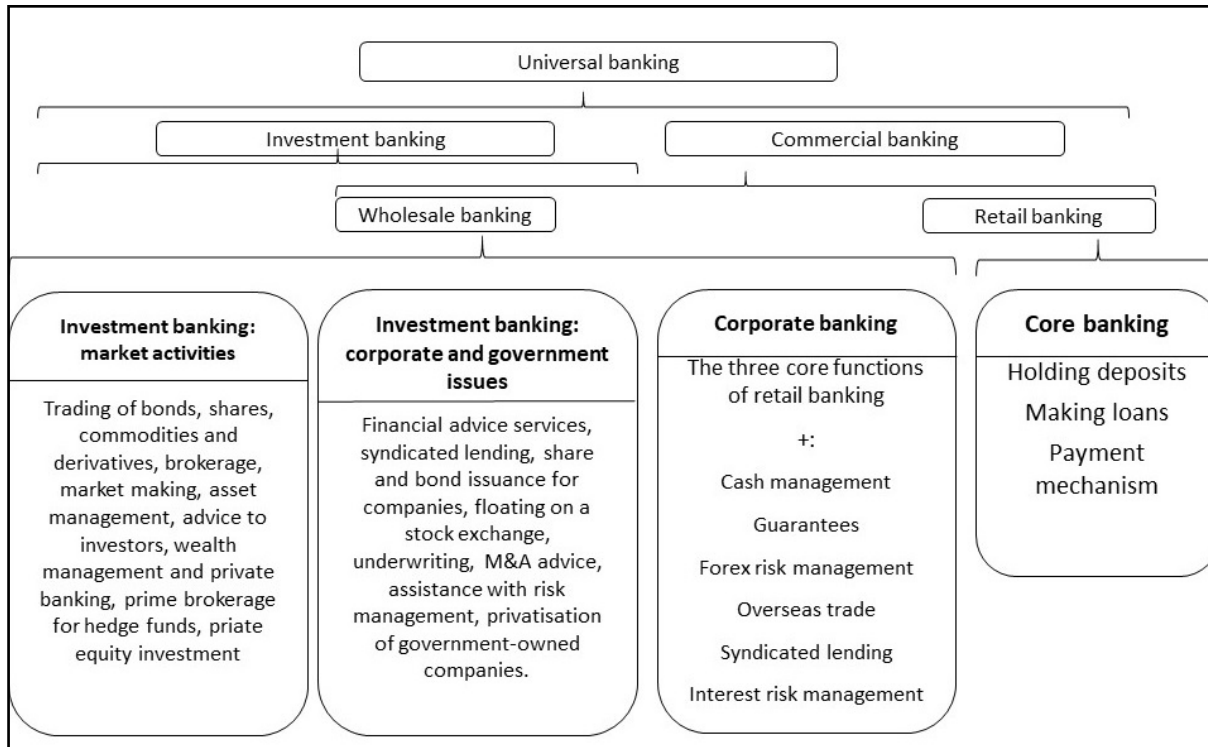 Universal banking
Investment banking
Commercial banking
Wholesale banking
Retail banking
Investment banking:
market activities
Trading of bonds, shares,
commodities and
derivatives, brokerage,
market making, asset
management, advice to
investors, wealth
management and private
banking, prime brokerage
for hedge funds, priate
equity investment
Investment banking:
corporate and government
issues
Financial advice services,
syndicated lending, share
and bond issuance for
companies, floating on a
stock exchange,
underwriting, M&A advice,
assistance with risk
management, privatisation
of government-owned
companies.
Corporate banking
The three core functions
of retail banking
+:
Cash management
Guarantees
Forex risk management
Overseas trade
Syndicated lending
Interest risk management
Core banking
Holding deposits
Making loans
Payment
mechanism